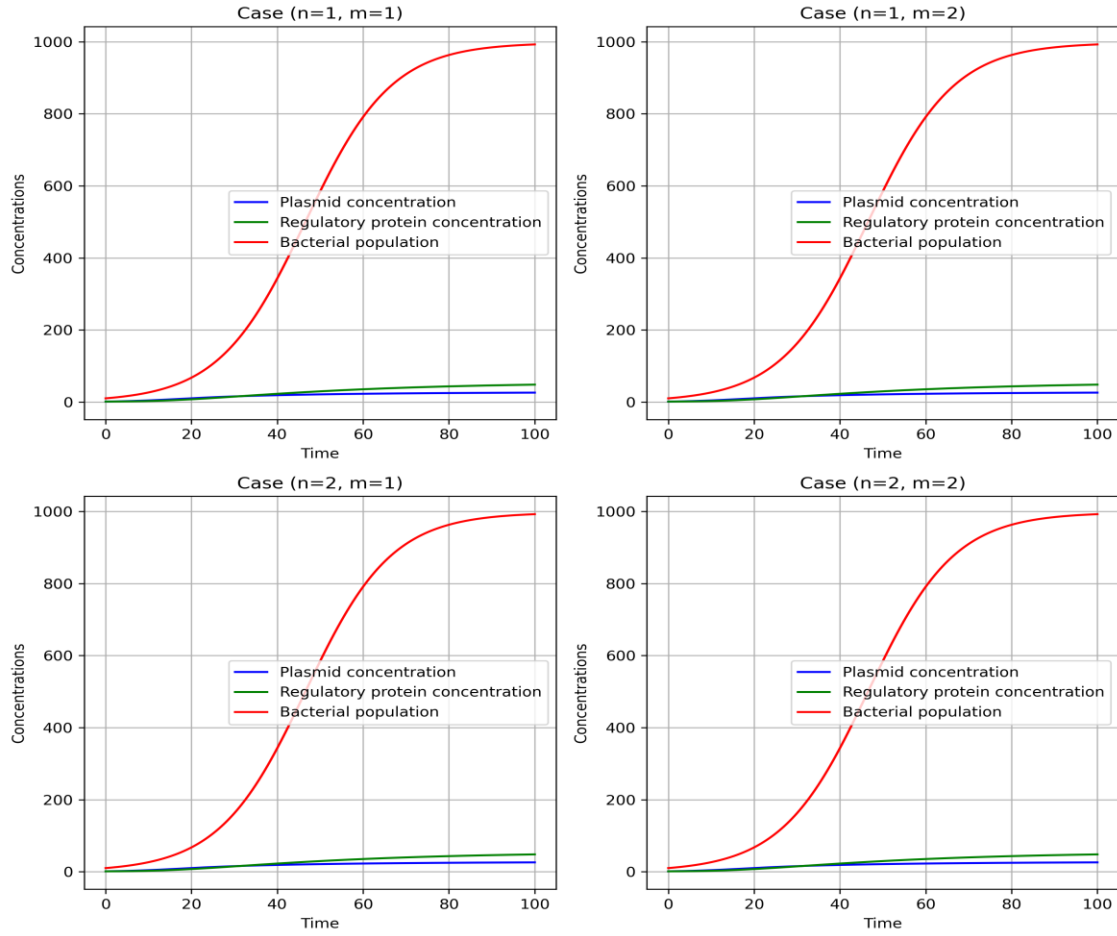 Case (n=1, m=1)
1000
800
600
400
200
0
Concentrations
Plasmid concentration
Regulatory protein concentration
Bacterial population
0 20 40 60 80 100
Time
Case (n=1, m=2)
1000
800
600
400
200
0
Concentrations
Plasmid concentration
Regulatory protein concentration
Bacterial population
0 20 40 60 80 100
Time
Case (n=2, m=1)
1000
800
600
400
200
0
Concentrations
Plasmid concentration
Regulatory protein concentration
Bacterial population
0 20 40 60 80 100
Time
Case (n=2, m=2)
1000
800
600
400
200
0
Concentrations
Plasmid concentration
Regulatory protein concentration
Bacterial population
0 20 40 60 80 100
Time